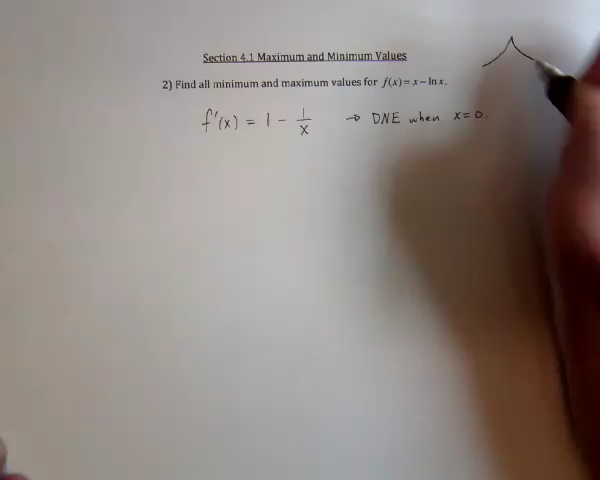 Section 4.1 Maximum and Minimum Values
2) Find all minimum and maximum values for f(x) = x − ln x.
f'(x) = 1 − 1/x → DNE when x = 0.